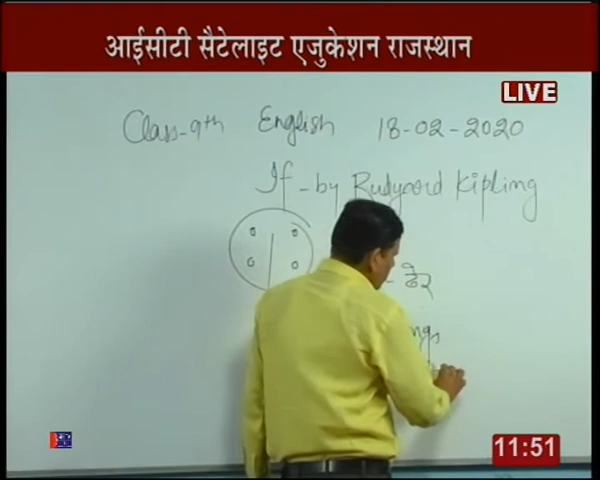 आईसीटी सैटेलाइट एजुकेशन राजस्थान
LIVE
Class-9th English 18-02-2020
If - by Rudyard Kipling
- ढेर
11:51